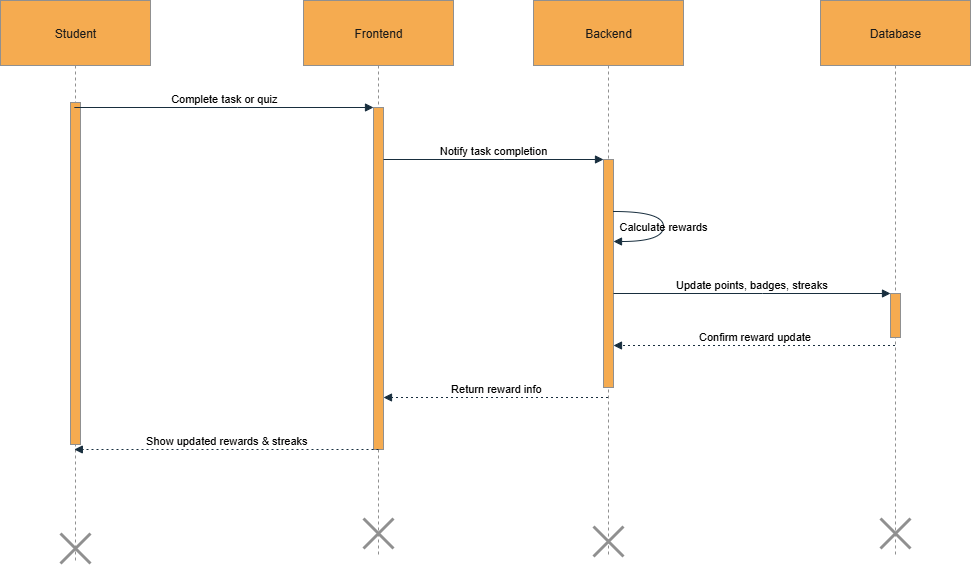 Student
Frontend
Backend
Database
Complete task or quiz
Notify task completion
Calculate rewards
Update points, badges, streaks
Confirm reward update
Return reward info
Show updated rewards & streaks